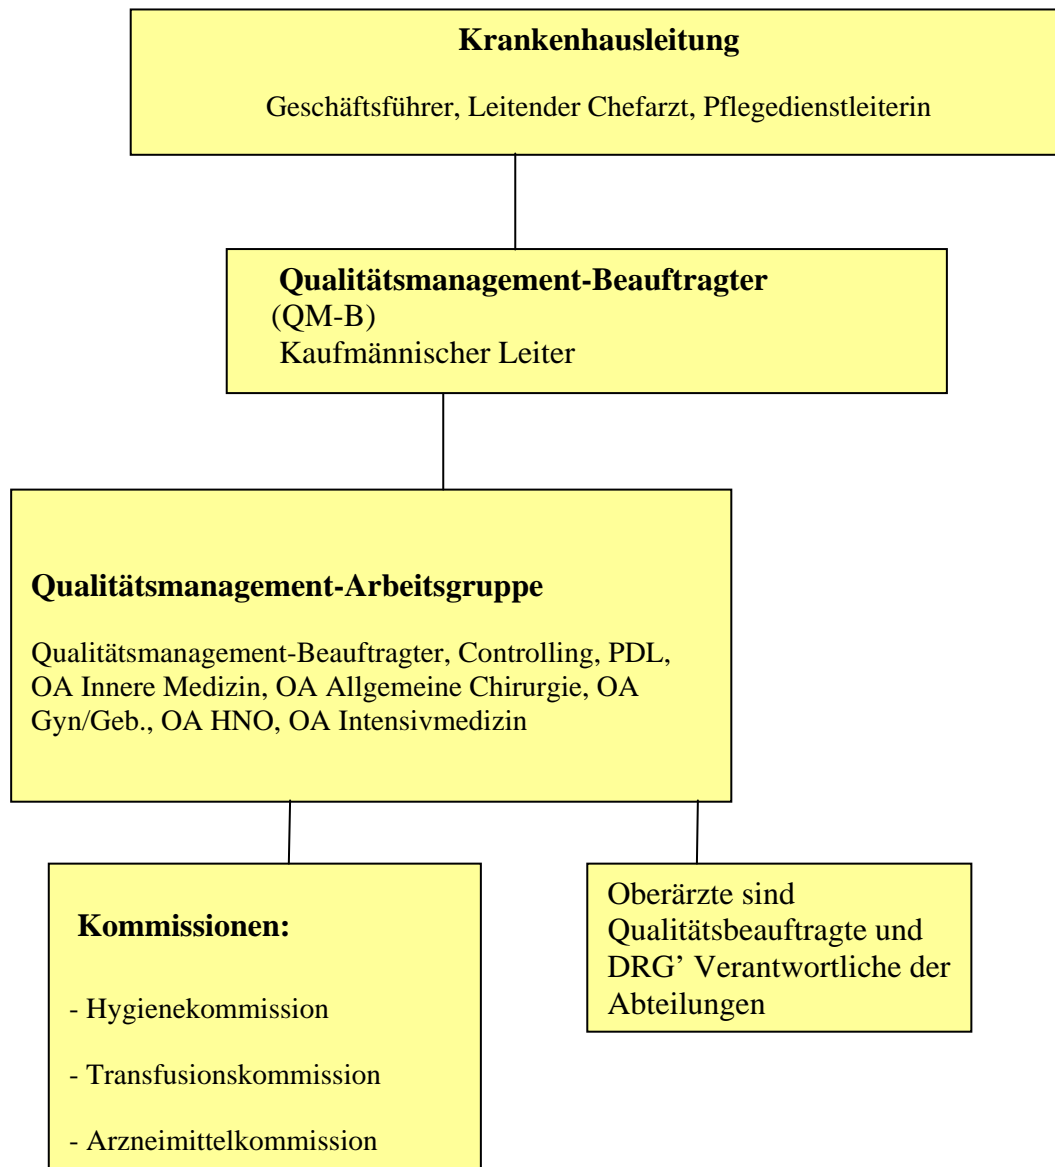 Krankenhausleitung
Geschäftsführer, Leitender Chefarzt, Pflegedienstleiterin
Qualitätsmanagement-Beauftragter
(QM-B)
Kaufmännischer Leiter
Qualitätsmanagement-Arbeitsgruppe
Qualitätsmanagement-Beauftragter, Controlling, PDL,
OA Innere Medizin, OA Allgemeine Chirurgie, OA
Gyn/Geb., OA HNO, OA Intensivmedizin
Kommissionen:
- Hygienekommission
- Transfusionskommission
- Arzneimittelkommission
Oberärzte sind
Qualitätsbeauftragte und
DRG’ Verantwortliche der
Abteilungen